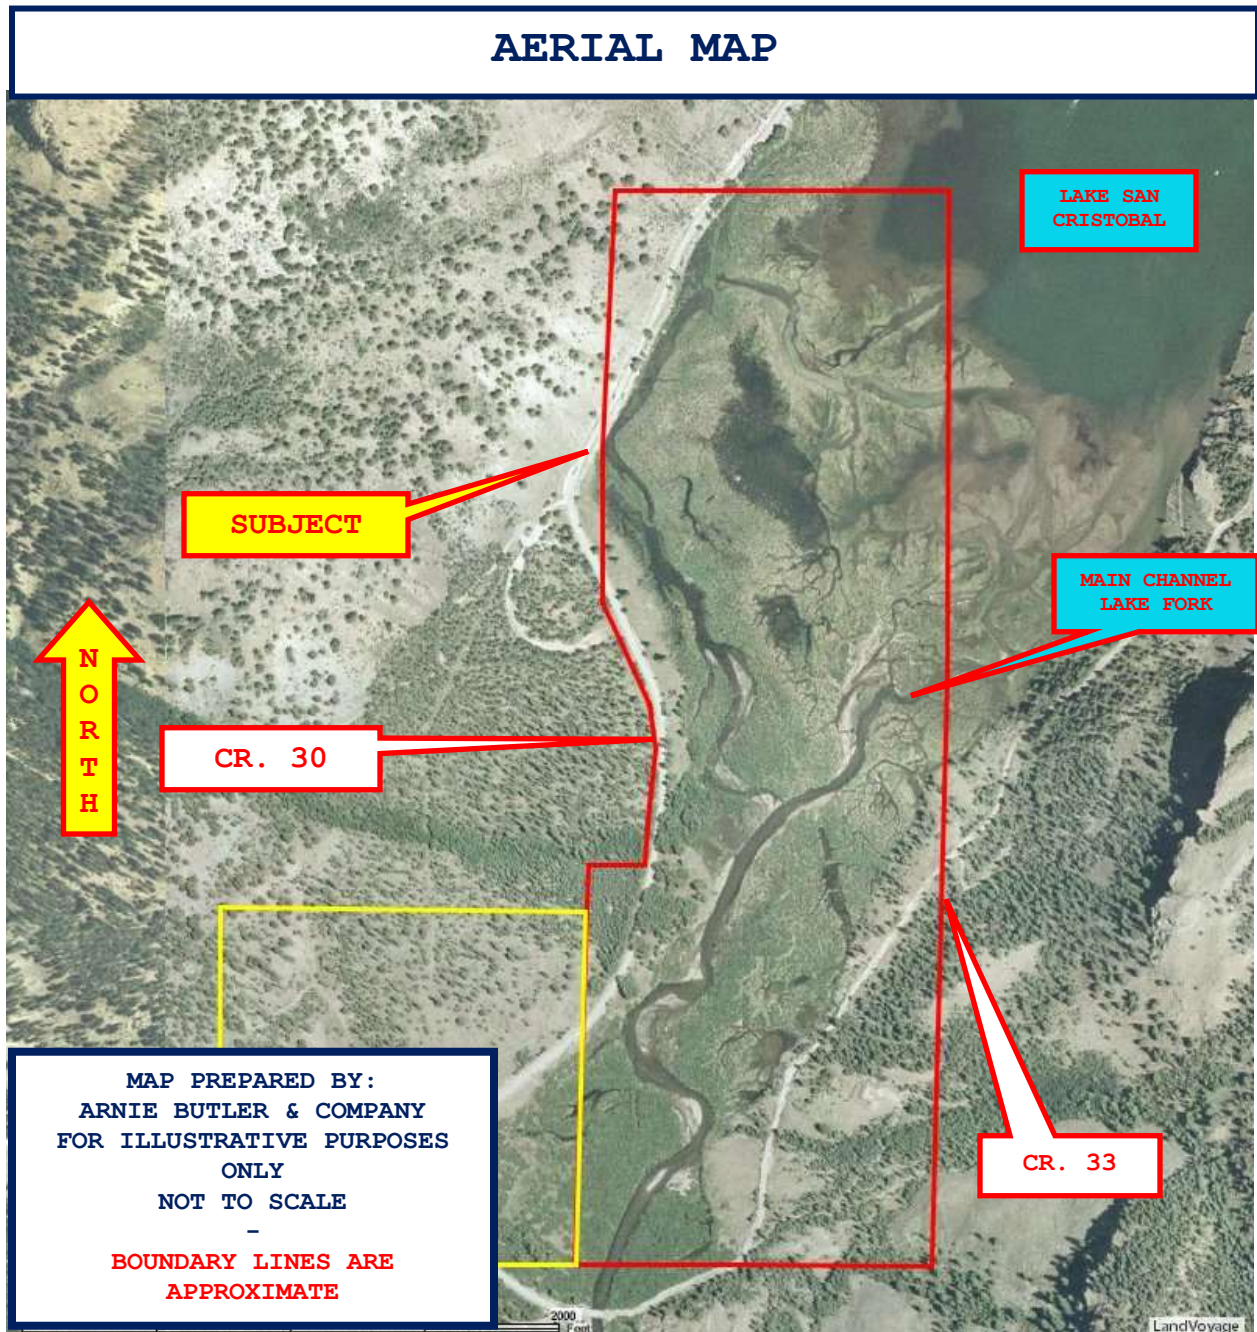 AERIAL MAP
LAKE SAN
CRISTOBAL
SUBJECT
MAIN CHANNEL
LAKE FORK
N
O
R
T
H
CR. 30
CR. 33
MAP PREPARED BY:
ARNIE BUTLER & COMPANY
FOR ILLUSTRATIVE PURPOSES
ONLY
NOT TO SCALE
–
BOUNDARY LINES ARE
APPROXIMATE
2000
Feet
LandVoyage